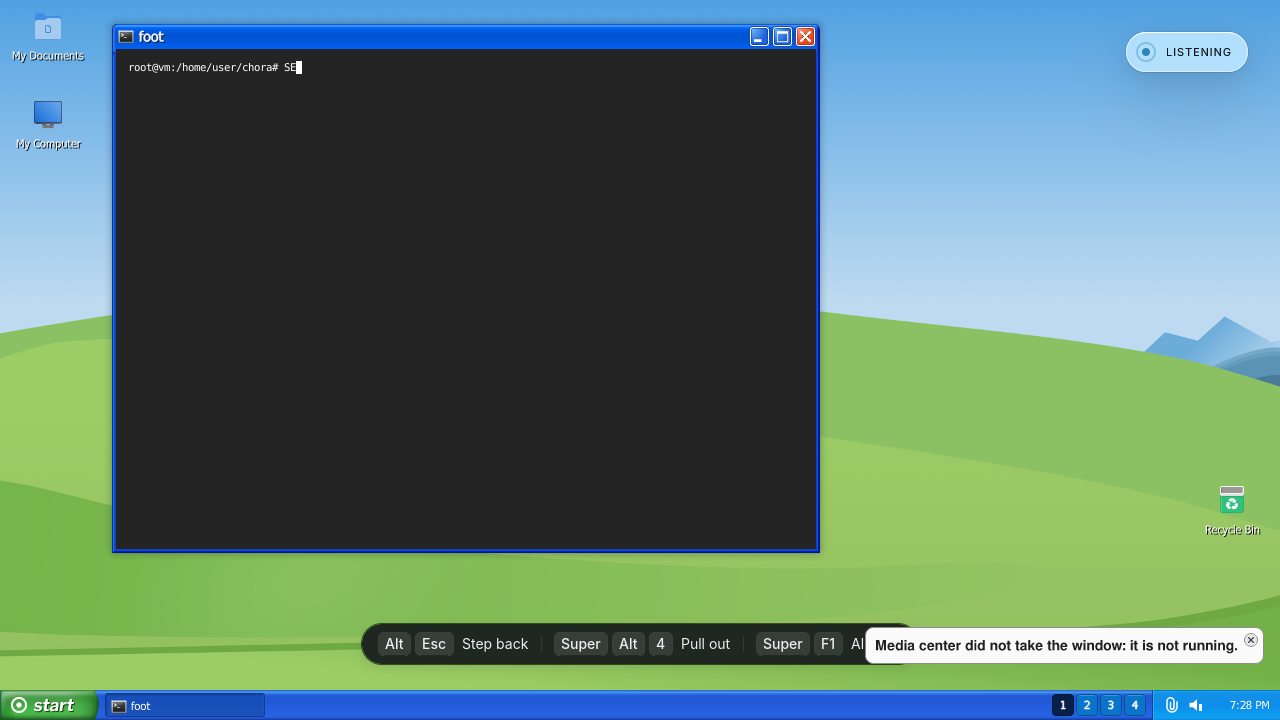 My Documents
My Computer
foot
root@vm:/home/user/chora# SE
LISTENING
Recycle Bin
Alt Esc Step back Super Alt 4 Pull out Super F1
Media center did not take the window: it is not running.
start
foot
1 2 3 4
7:28 PM